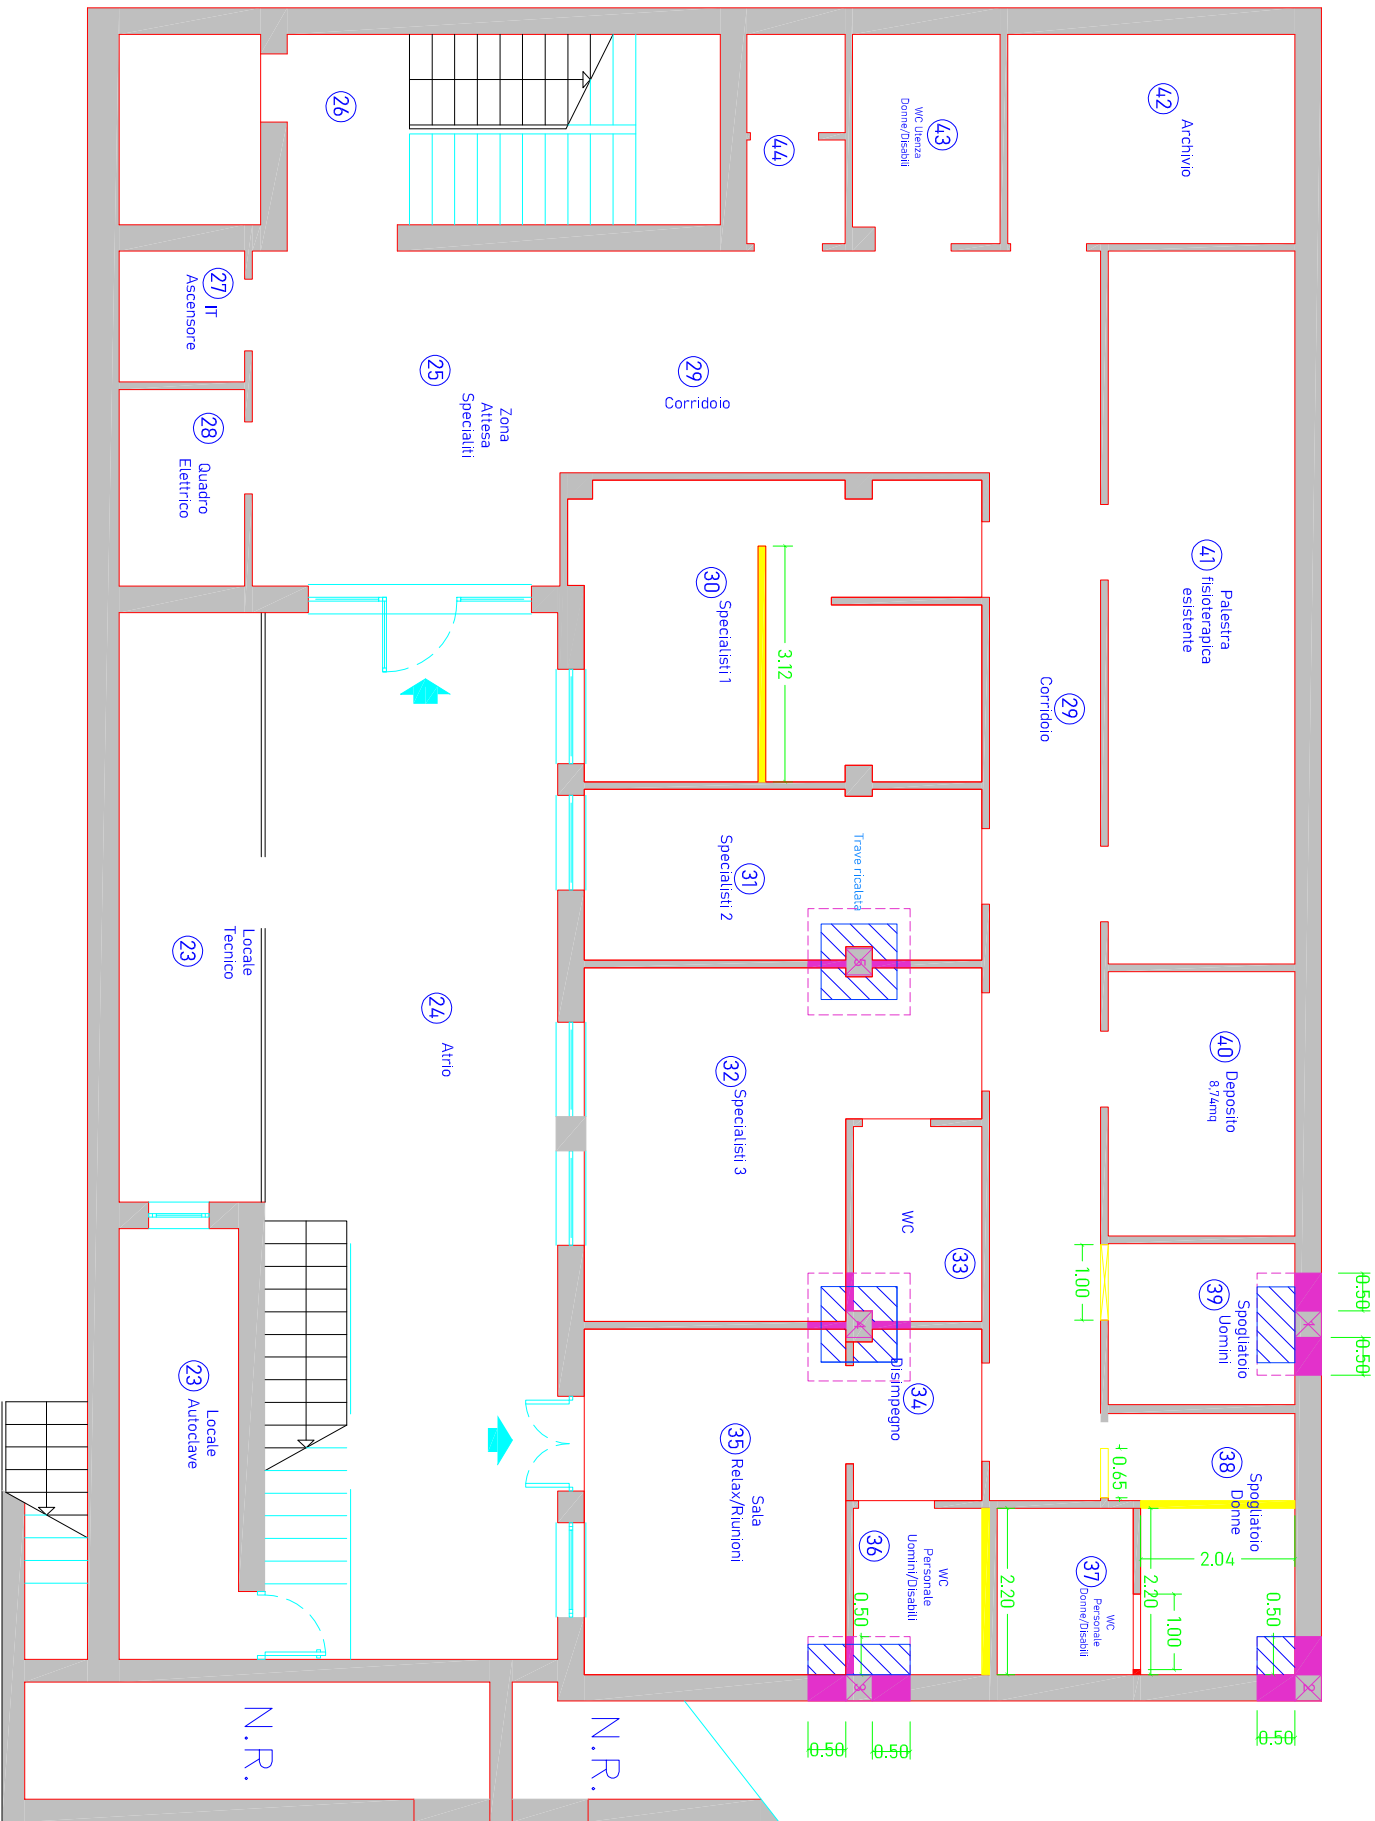 26
44
WC Utenza
Donne/Disabili
43
42
Archivio
27
IT
Ascensore
28
Quadro
Elettrico
25
Zona
Attesa
Specialiti
29
Corridoio
30
Specialisti 1
3.12
41
Palestra
fisioterapica
esistente
29
Corridoio
31
Specialisti 2
Trave ricalata
5
23
Locale
Tecnico
24
Atrio
32
Specialisti 3
40
Deposito
8,74mq
WC
33
1.00
39
Spogliatoio
Uomini
0.50
1
0.50
4
34
Disimpegno
23
Locale
Autoclave
35
Sala
Relax/Riunioni
38
Spogliatoio
Donne
0.65
2.04
36
WC
Personale
Uomini/Disabili
0.50
2.20
37
WC
Personale
Donne/Disabili
2.20
1.00
0.50
3
2
0.50
0.50
0.50
N.R.
N.R.